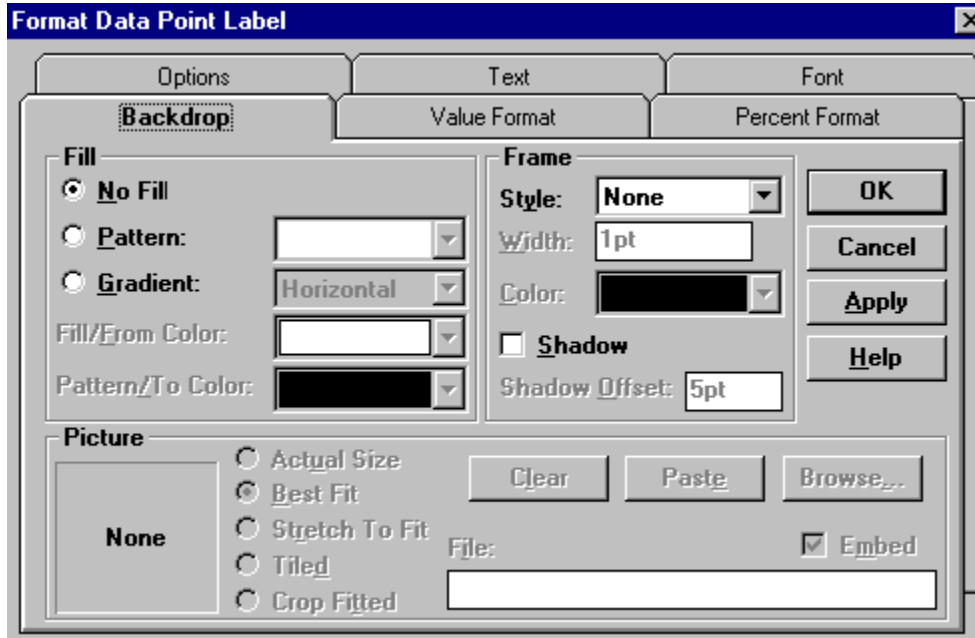 Format Data Point Label
Options Text Font
Backdrop Value Format Percent Format
Fill Frame
No Fill Style: None OK
Pattern: Width: 1pt Cancel
Gradient: Horizontal Color: Apply
Fill/From Color: Shadow Help
Pattern/To Color: Shadow Offset: 5pt
Picture
Actual Size Clear Paste Browse...
Best Fit
None Stretch To Fit File: Embed
Tiled
Crop Fitted